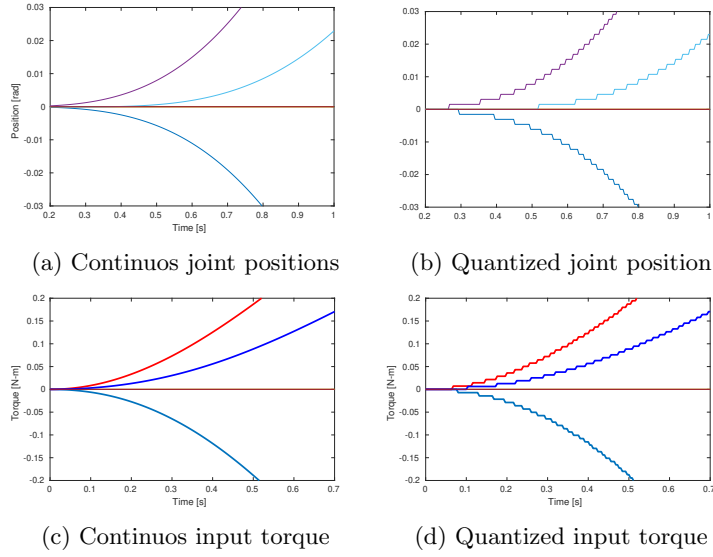 0.03
0.02
0.01
0
-0.01
-0.02
-0.03
Position [rad]
0.2 0.3 0.4 0.5 0.6 0.7 0.8 0.9 1
Time [s]
(a) Continuos joint positions
0.03
0.02
0.01
0
-0.01
-0.02
-0.03
0.2 0.3 0.4 0.5 0.6 0.7 0.8 0.9 1
(b) Quantized joint position
0.2
0.15
0.1
0.05
0
-0.05
-0.1
-0.15
-0.2
Torque [N-m]
0 0.1 0.2 0.3 0.4 0.5 0.6 0.7
Time [s]
(c) Continuos input torque
0.2
0.15
0.1
0.05
0
-0.05
-0.1
-0.15
-0.2
Torque [N-m]
0 0.1 0.2 0.3 0.4 0.5 0.6 0.7
Time [s]
(d) Quantized input torque